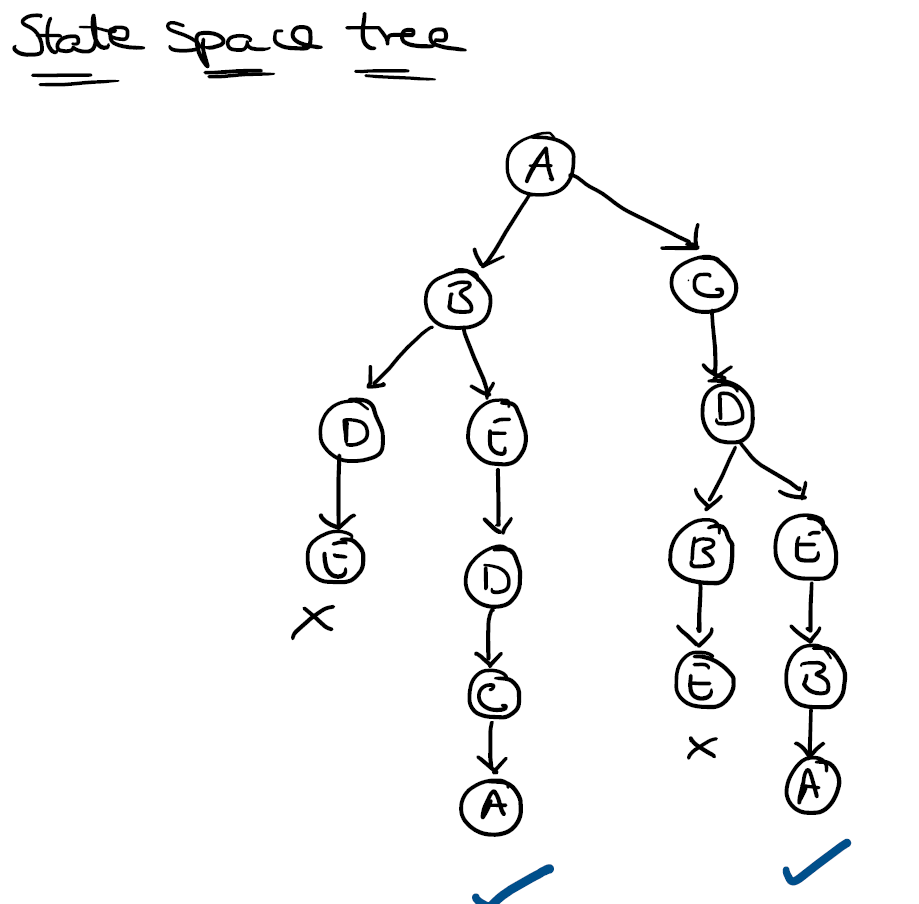 State space tree
A
B C
D E D
E D B E
X C E B
A X A